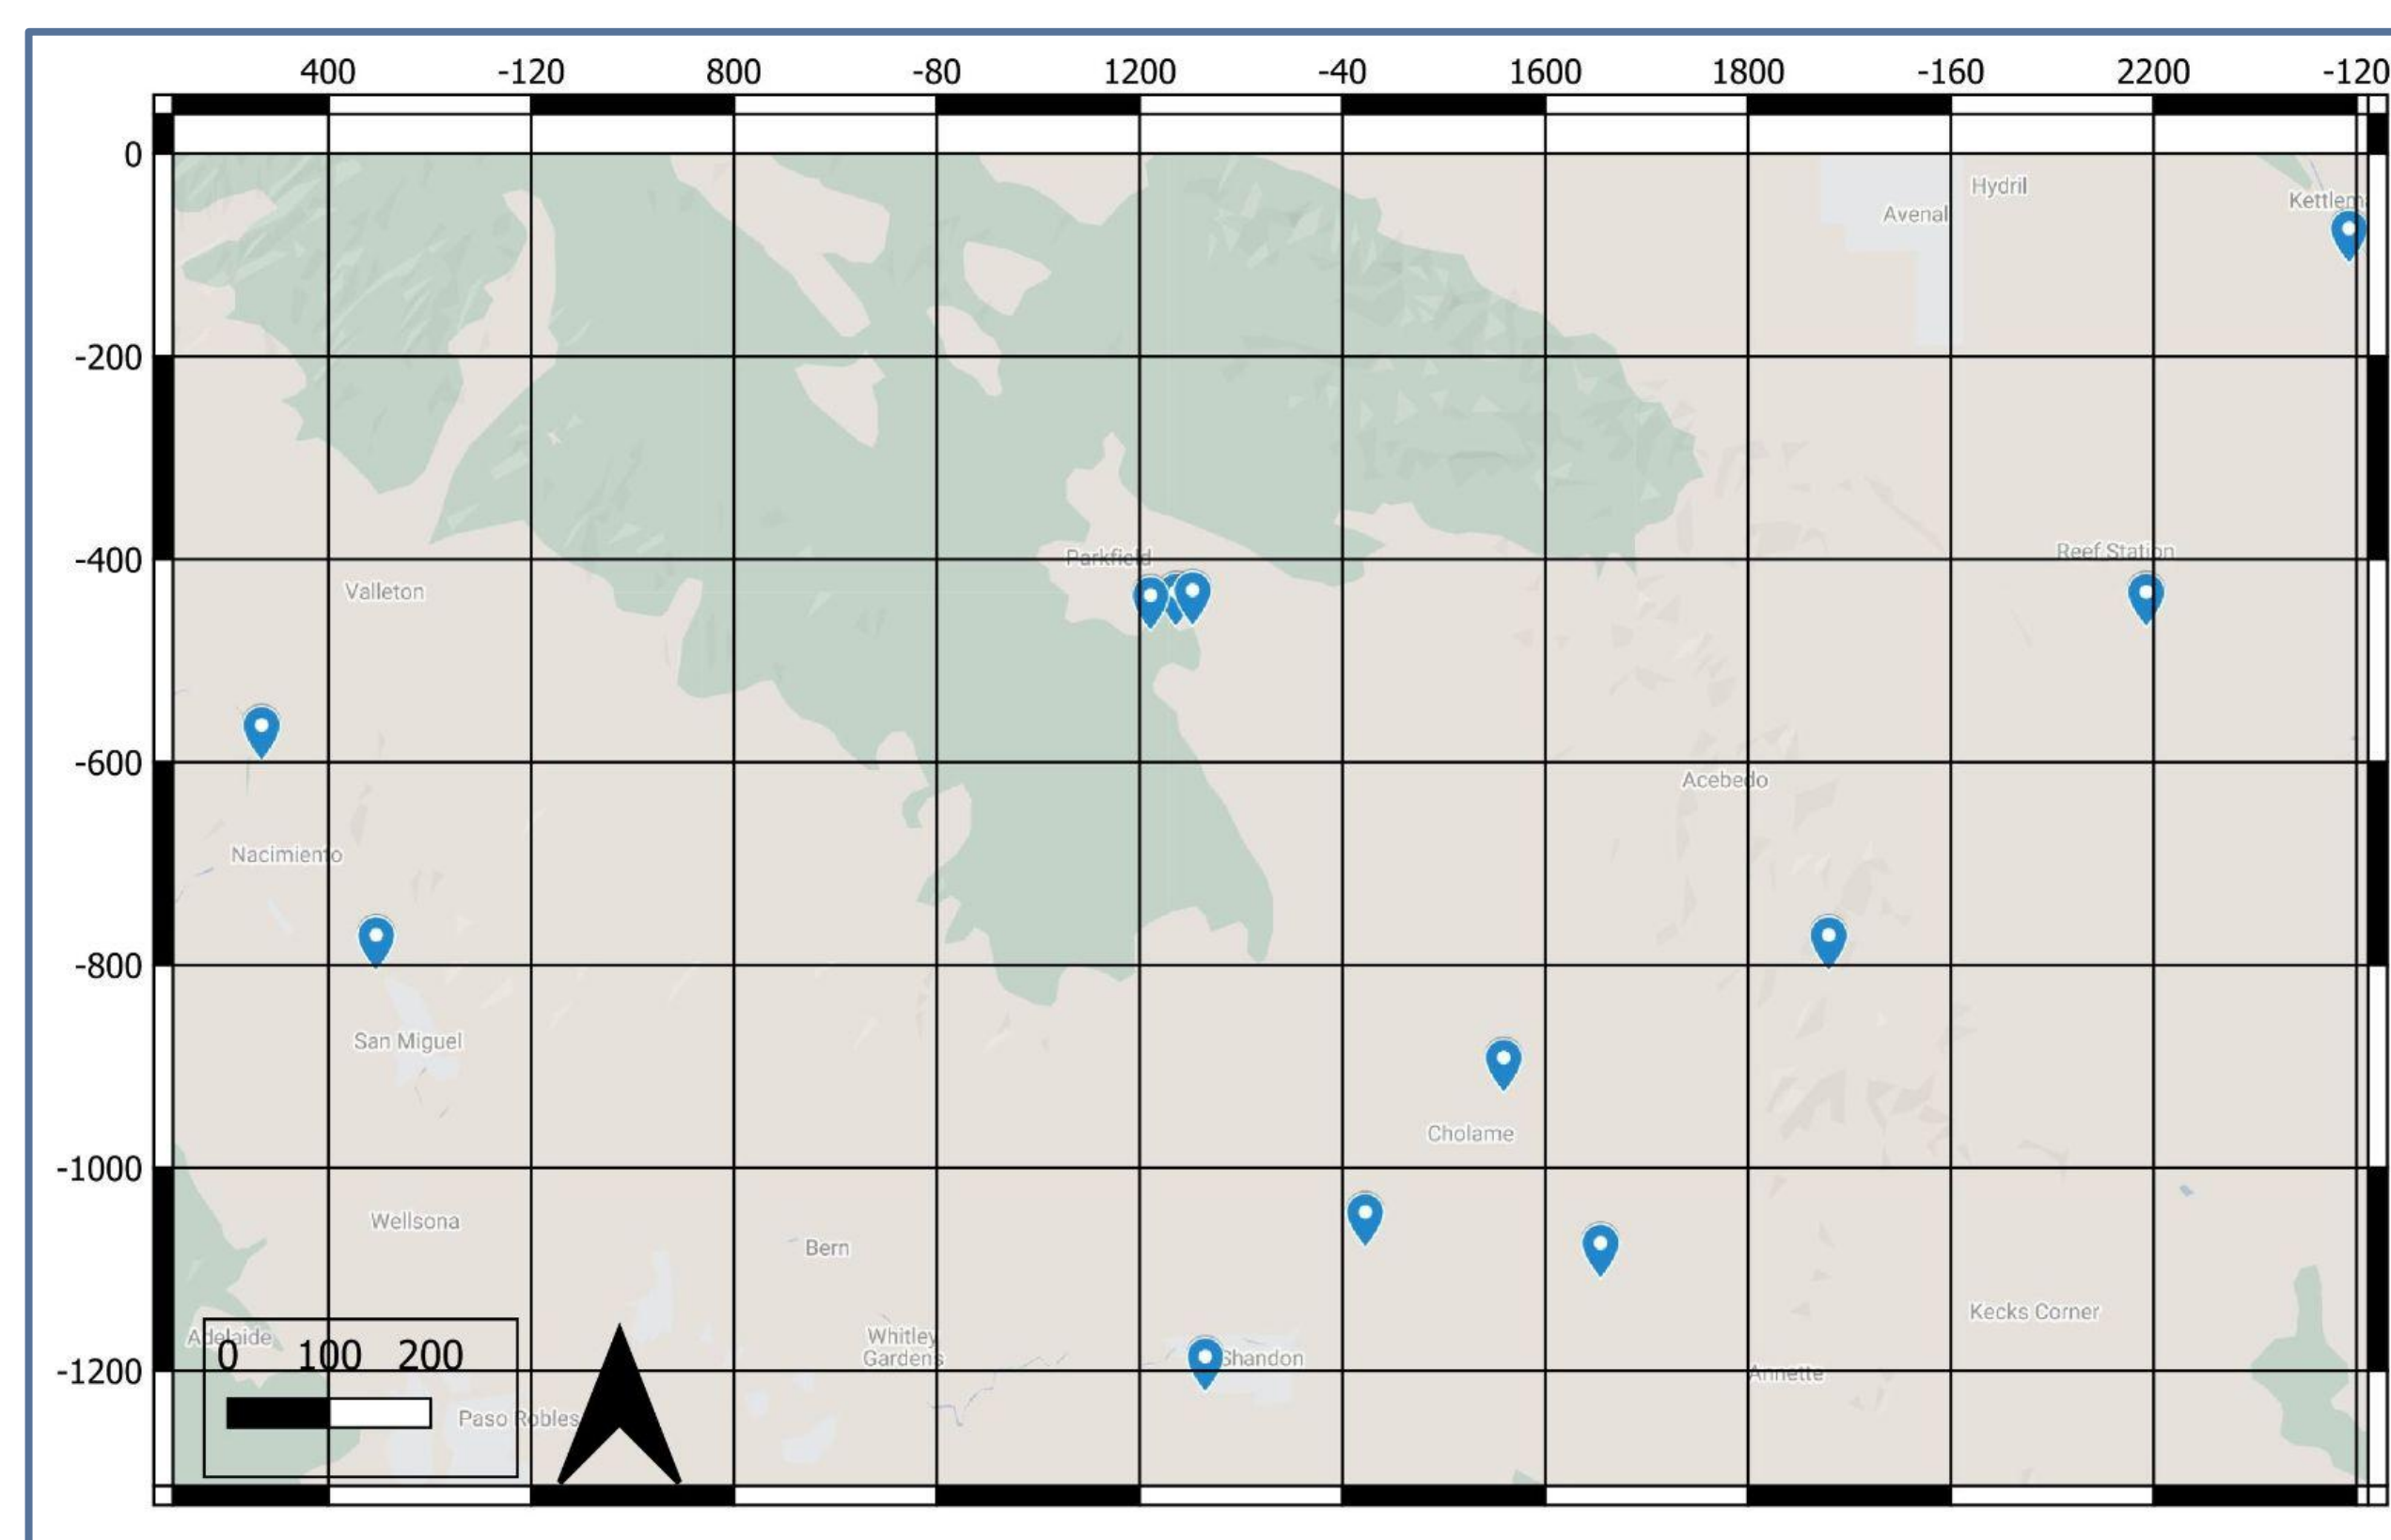 400 -120 800 -80 1200 -40 1600 1800 -160 2200 -120
0
Hydril
Kettlem
Avenal
-200
-400
Parkfield
Reef Station
Valleton
-600
Acebedo
Nacimiento
-800
San Miguel
Cholame
-1000
Wellsona
Bern
Kecks Corner
Adelaide
Whitley
Gardens
Shandon
0 100 200
-1200
Annette
Paso Robles